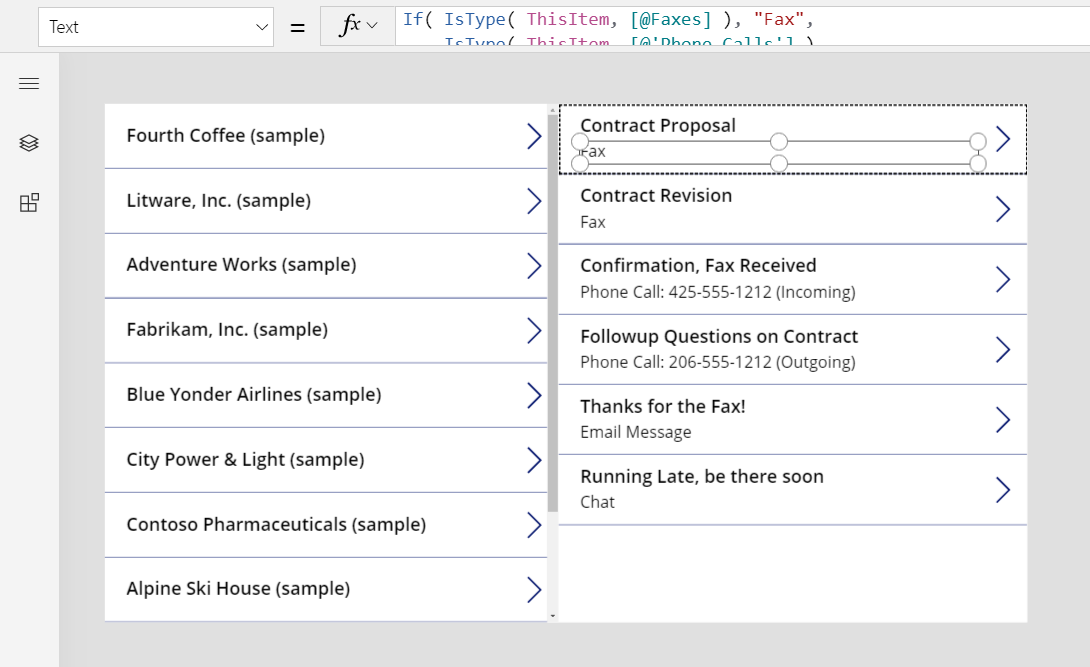 Text
=
fx
If( IsType( ThisItem, [@Faxes] ), "Fax",
IsType( ThisItem, [@'Phone Calls'] )
Fourth Coffee (sample)
Litware, Inc. (sample)
Adventure Works (sample)
Fabrikam, Inc. (sample)
Blue Yonder Airlines (sample)
City Power & Light (sample)
Contoso Pharmaceuticals (sample)
Alpine Ski House (sample)
Contract Proposal
Fax
Contract Revision
Fax
Confirmation, Fax Received
Phone Call: 425-555-1212 (Incoming)
Followup Questions on Contract
Phone Call: 206-555-1212 (Outgoing)
Thanks for the Fax!
Email Message
Running Late, be there soon
Chat